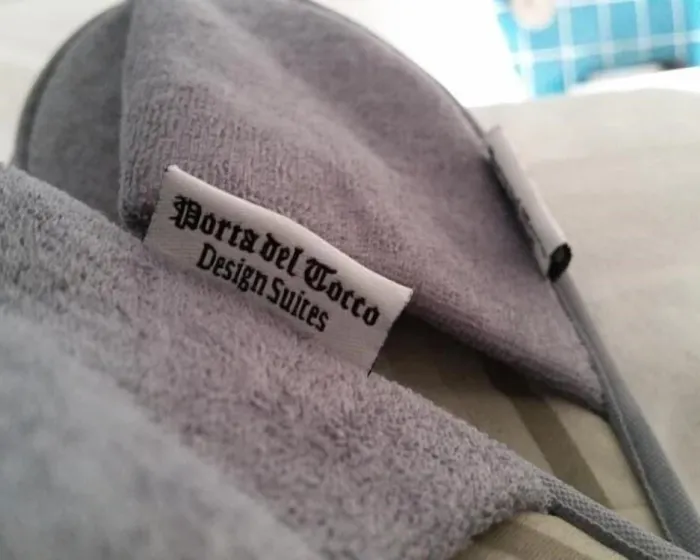 Porta del Tocco
Design Suites